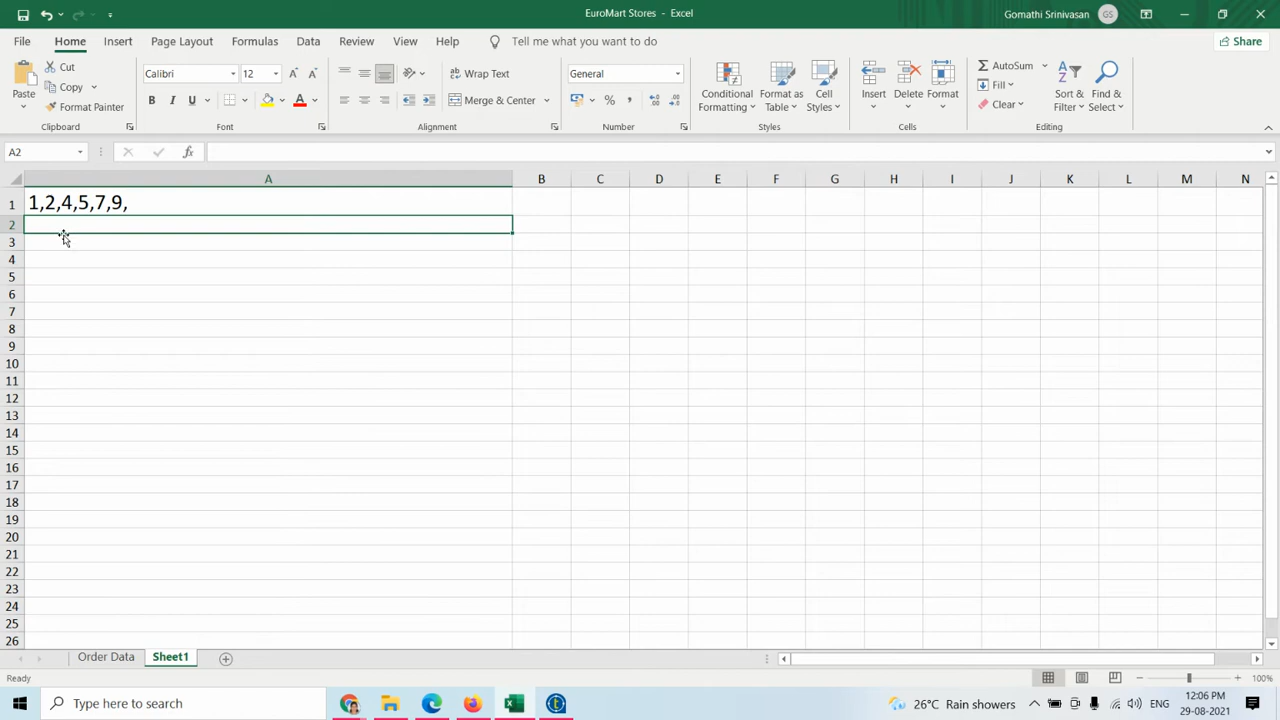 EuroMart Stores - Excel
Gomathi Srinivasan GS
File Home Insert Page Layout Formulas Data Review View Help Tell me what you want to do Share
Paste Cut Copy Format Painter Clipboard
Calibri 12 A A B I U A Font
ab Wrap Text Merge & Center Alignment
General % , Number
Conditional Formatting Format as Table Cell Styles Styles
Insert Delete Format Cells
AutoSum Fill Clear Sort & Filter Find & Select Editing
A2 fx
A B C D E F G H I J K L M N
1 1,2,4,5,7,9,
2
3
4
5
6
7
8
9
10
11
12
13
14
15
16
17
18
19
20
21
22
23
24
25
26
Order Data Sheet1
Ready 100%
Type here to search 26°C Rain showers 12:06 PM
29-08-2021